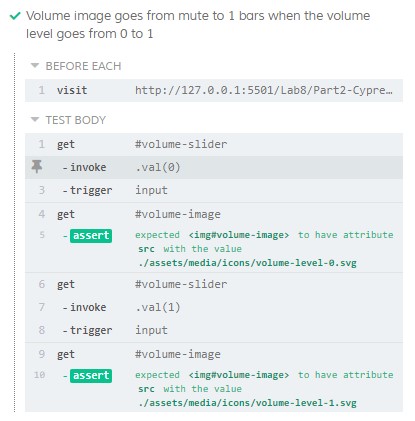 Volume image goes from mute to 1 bars when the volume
level goes from 0 to 1
BEFORE EACH
1 visit http://127.0.0.1:5501/Lab8/Part2-Cypre…
TEST BODY
1 get #volume-slider
- invoke .val(0)
3 - trigger input
4 get #volume-image
5 - assert expected <img#volume-image> to have attribute
src with the value
./assets/media/icons/volume-level-0.svg
6 get #volume-slider
7 - invoke .val(1)
8 - trigger input
9 get #volume-image
10 - assert expected <img#volume-image> to have attribute
src with the value
./assets/media/icons/volume-level-1.svg